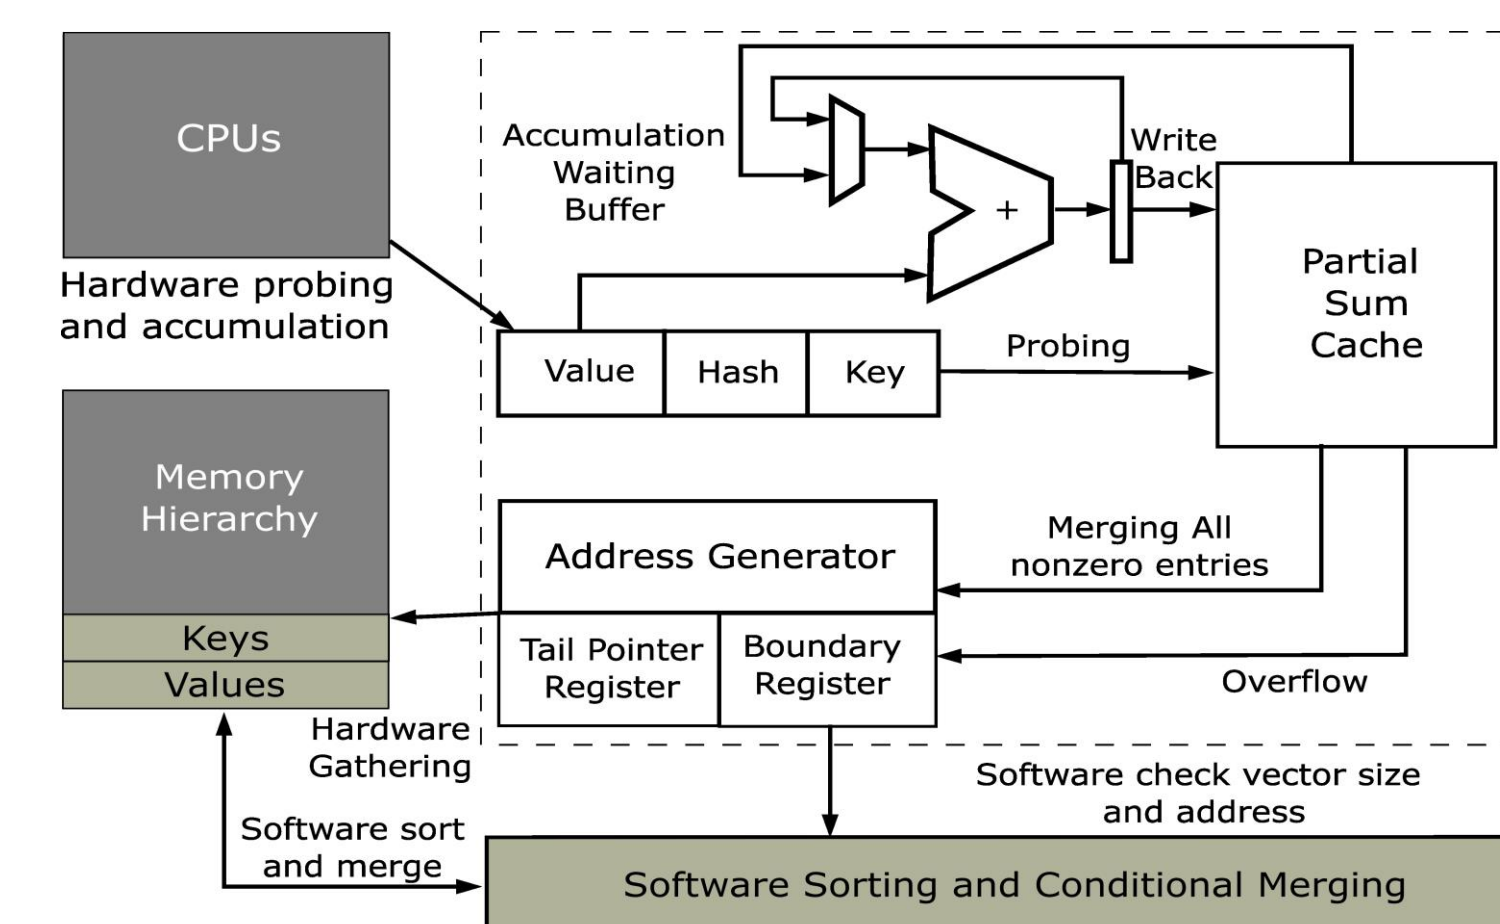 CPUs
Hardware probing
and accumulation
Accumulation
Waiting
Buffer
+
Write
Back
Partial
Sum
Cache
Value
Hash
Key
Probing
Memory
Hierarchy
Keys
Values
Address Generator
Tail Pointer
Register
Boundary
Register
Merging All
nonzero entries
Overflow
Hardware
Gathering
Software check vector size
and address
Software sort
and merge
Software Sorting and Conditional Merging